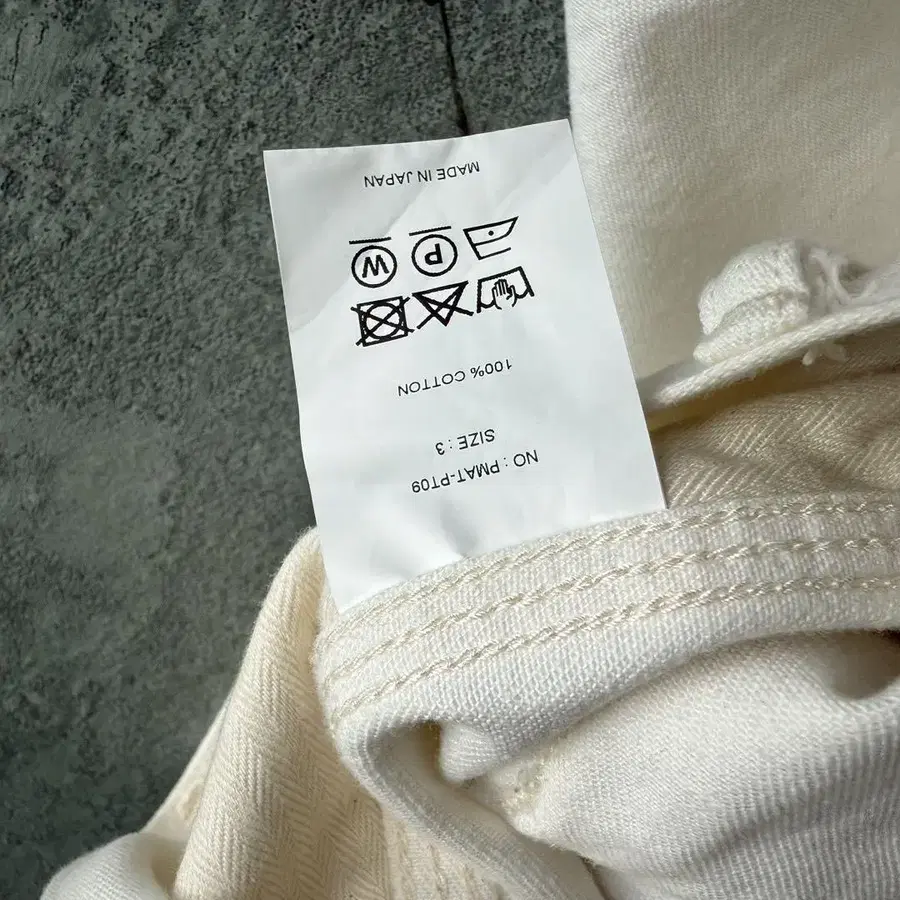 NO : PMAT-PT09
SIZE : 3
100% COTTON
P W
MADE IN JAPAN